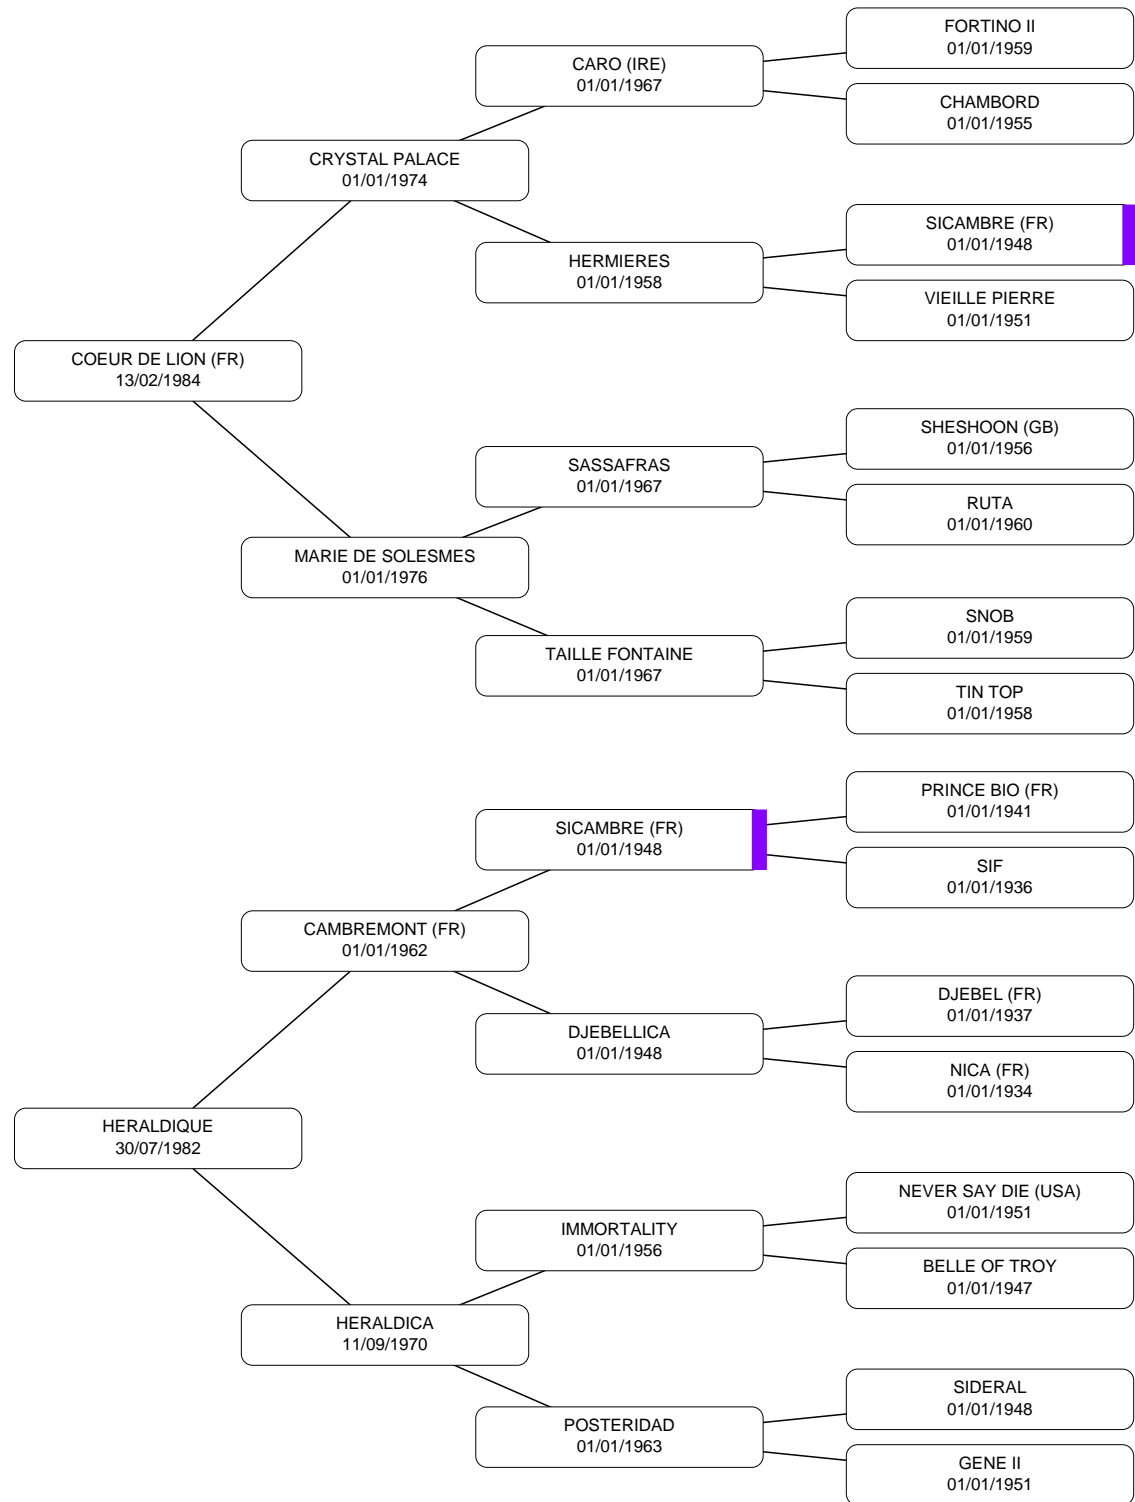 FORTINO II
01/01/1959
CARO (IRE)
01/01/1967
CHAMBORD
01/01/1955
CRYSTAL PALACE
01/01/1974
SICAMBRE (FR)
01/01/1948
HERMIERES
01/01/1958
VIEILLE PIERRE
01/01/1951
COEUR DE LION (FR)
13/02/1984
SHESHOON (GB)
01/01/1956
SASSAFRAS
01/01/1967
RUTA
01/01/1960
MARIE DE SOLESMES
01/01/1976
SNOB
01/01/1959
TAILLE FONTAINE
01/01/1967
TIN TOP
01/01/1958
PRINCE BIO (FR)
01/01/1941
SICAMBRE (FR)
01/01/1948
SIF
01/01/1936
CAMBREMONT (FR)
01/01/1962
DJEBEL (FR)
01/01/1937
DJEBELLICA
01/01/1948
NICA (FR)
01/01/1934
HERALDIQUE
30/07/1982
NEVER SAY DIE (USA)
01/01/1951
IMMORTALITY
01/01/1956
BELLE OF TROY
01/01/1947
HERALDICA
11/09/1970
SIDERAL
01/01/1948
POSTERIDAD
01/01/1963
GENE II
01/01/1951